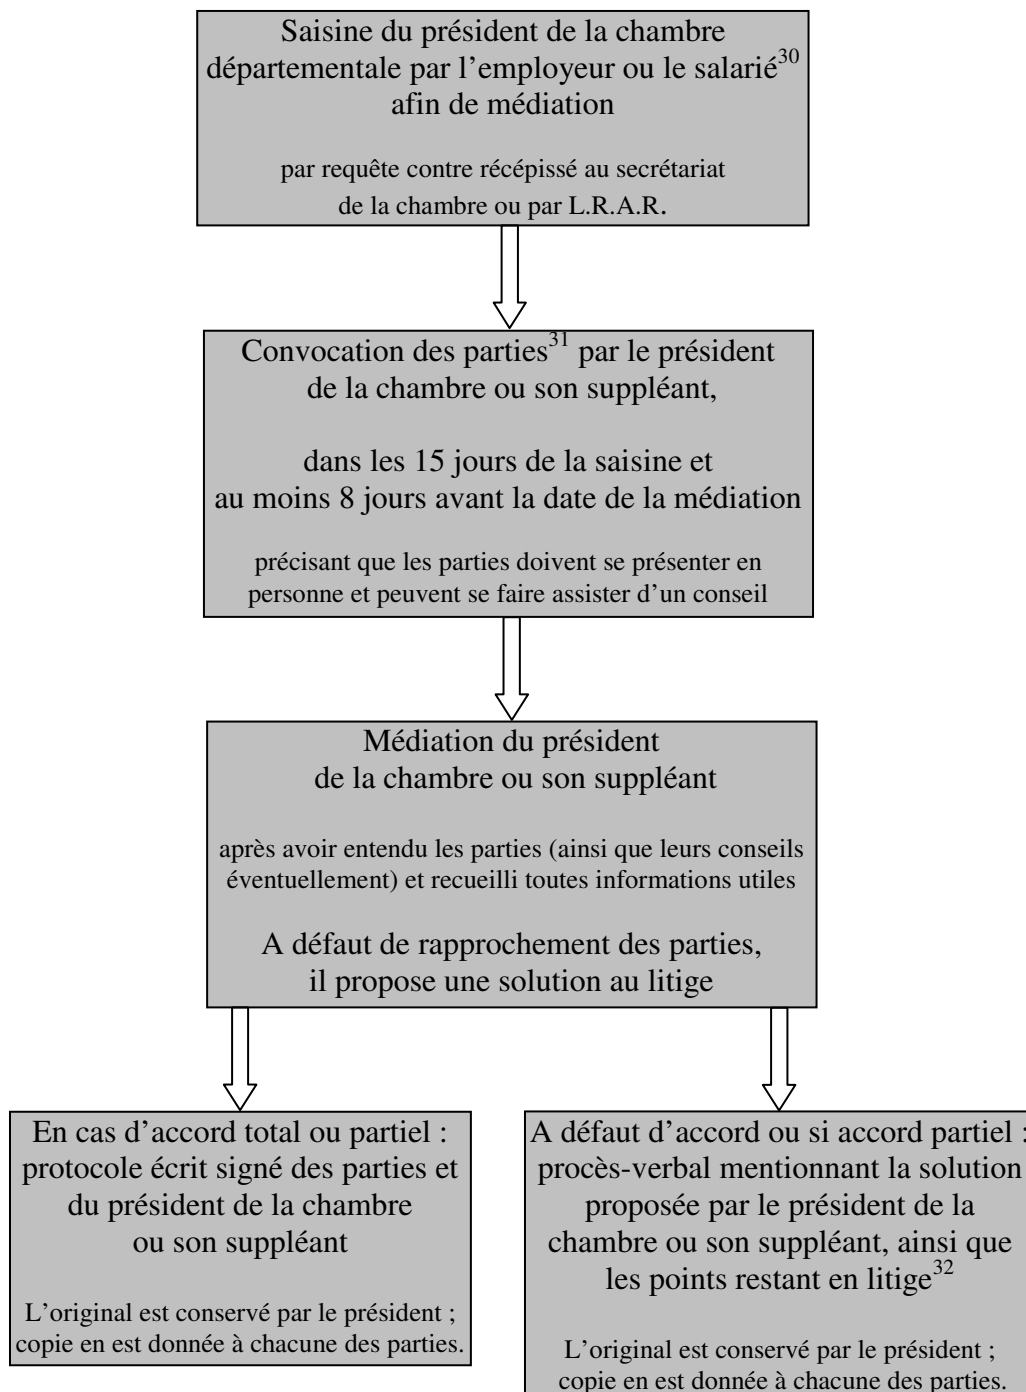 Saisine du président de la chambre
départementale par l’employeur ou le salarié30
afin de médiation
par requête contre récépissé au secrétariat
de la chambre ou par L.R.A.R.
Convocation des parties31 par le président
de la chambre ou son suppléant,
dans les 15 jours de la saisine et
au moins 8 jours avant la date de la médiation
précisant que les parties doivent se présenter en
personne et peuvent se faire assister d’un conseil
Médiation du président
de la chambre ou son suppléant
après avoir entendu les parties (ainsi que leurs conseils
éventuellement) et recueilli toutes informations utiles
A défaut de rapprochement des parties,
il propose une solution au litige
En cas d’accord total ou partiel :
protocole écrit signé des parties et
du président de la chambre
ou son suppléant
L’original est conservé par le président ;
copie en est donnée à chacune des parties.
A défaut d’accord ou si accord partiel :
procès-verbal mentionnant la solution
proposée par le président de la
chambre ou son suppléant, ainsi que
les points restant en litige32
L’original est conservé par le président ;
copie en est donnée à chacune des parties.